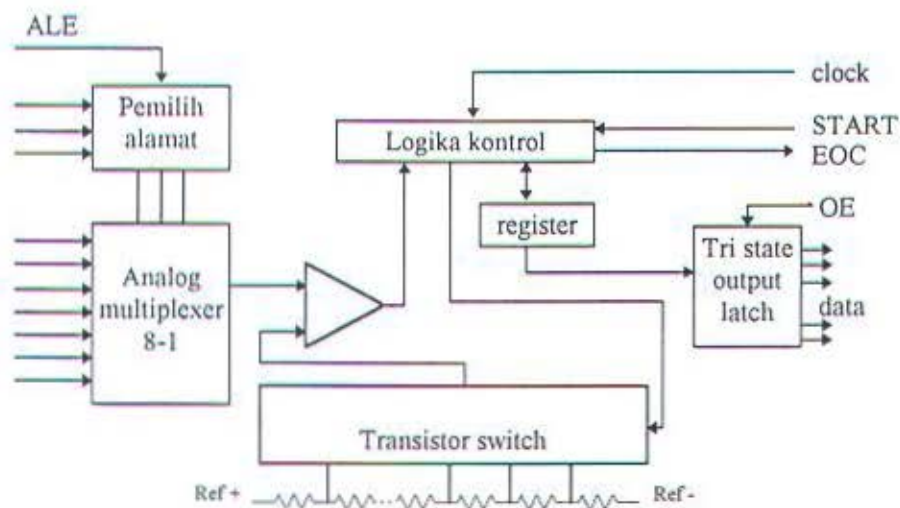 ALE
Pemilih
alamat
clock
Logika kontrol
START
EOC
register
OE
Analog
multiplexer
8-1
Tri state
output
latch
data
Transistor switch
Ref +
Ref -